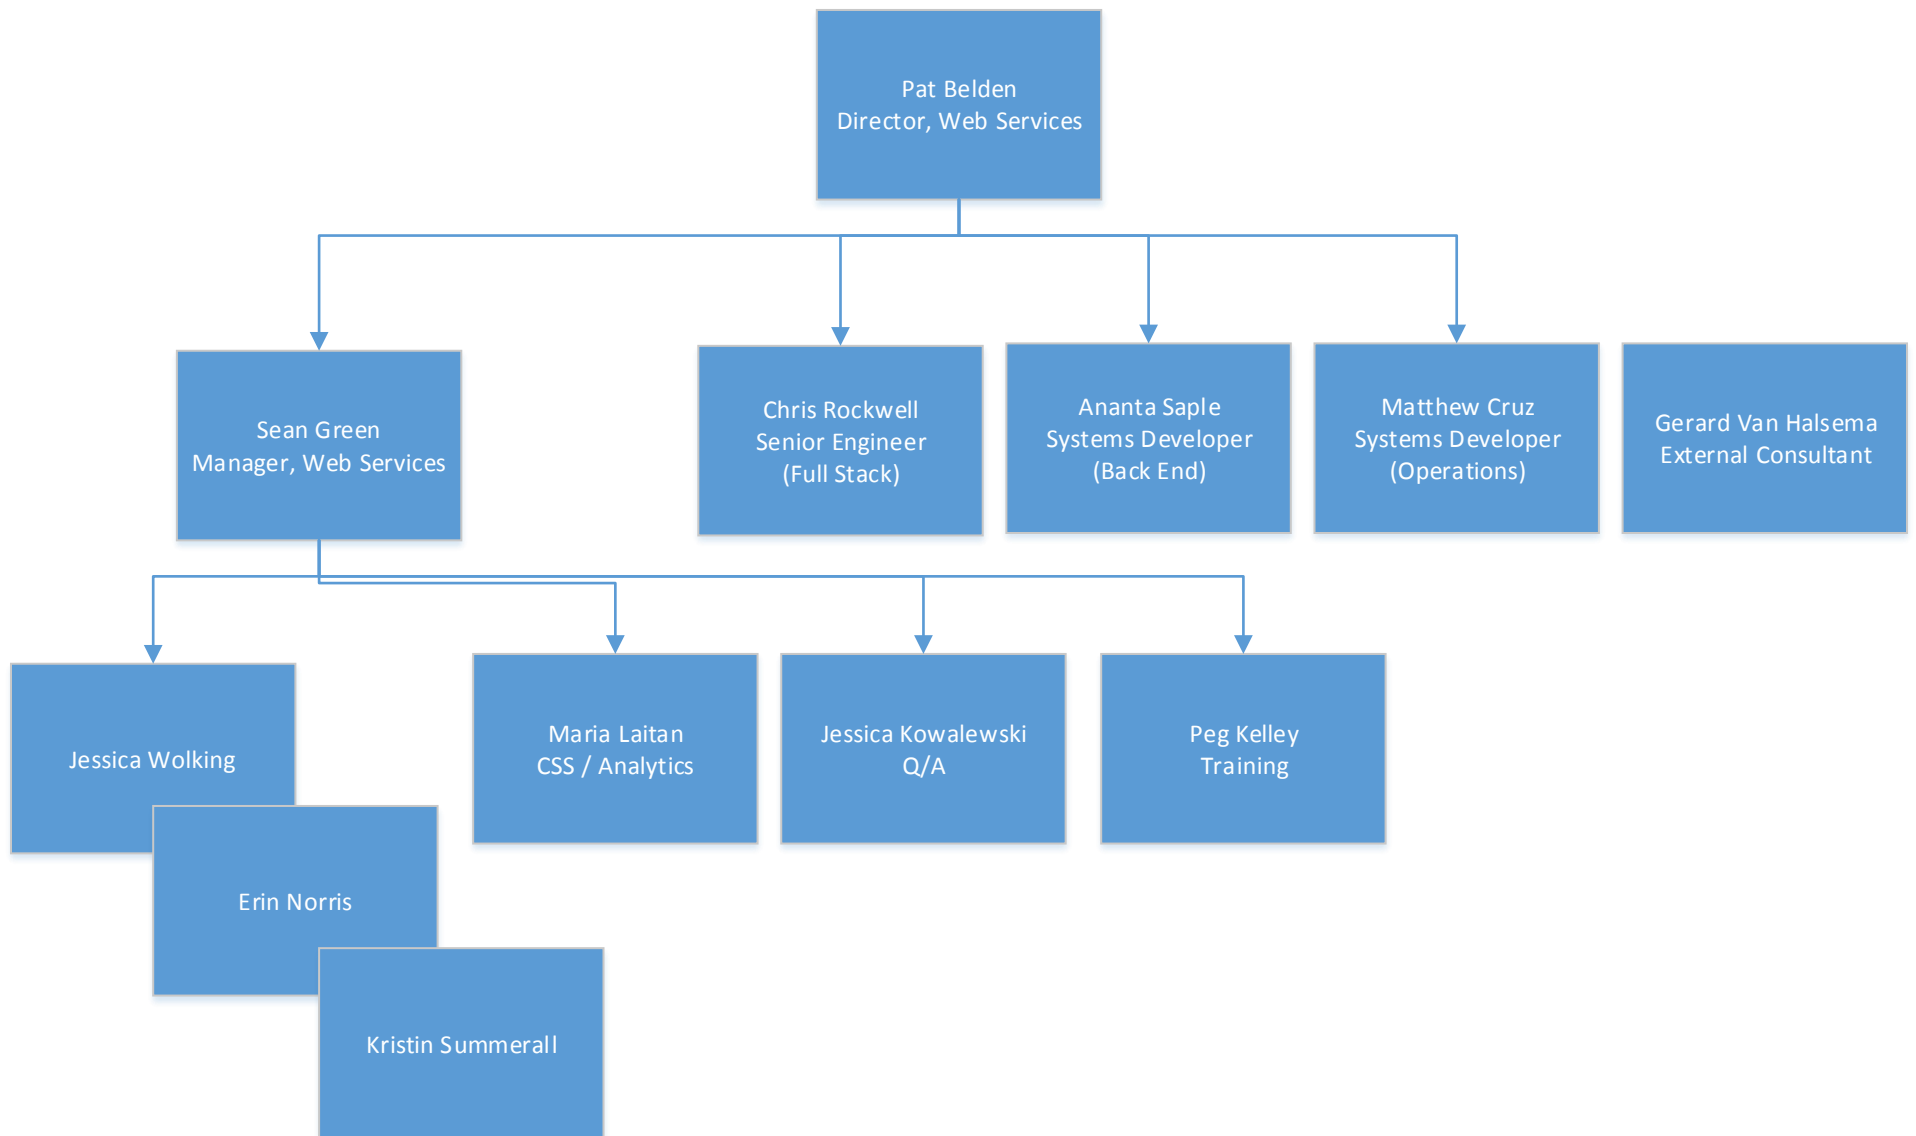 Pat Belden
Director, Web Services
Sean Green
Manager, Web Services
Chris Rockwell
Senior Engineer
(Full Stack)
Ananta Saple
Systems Developer
(Back End)
Matthew Cruz
Systems Developer
(Operations)
Gerard Van Halsema
External Consultant
Jessica Wolking
Maria Laitan
CSS / Analytics
Jessica Kowalewski
Q/A
Peg Kelley
Training
Erin Norris
Kristin Summerall